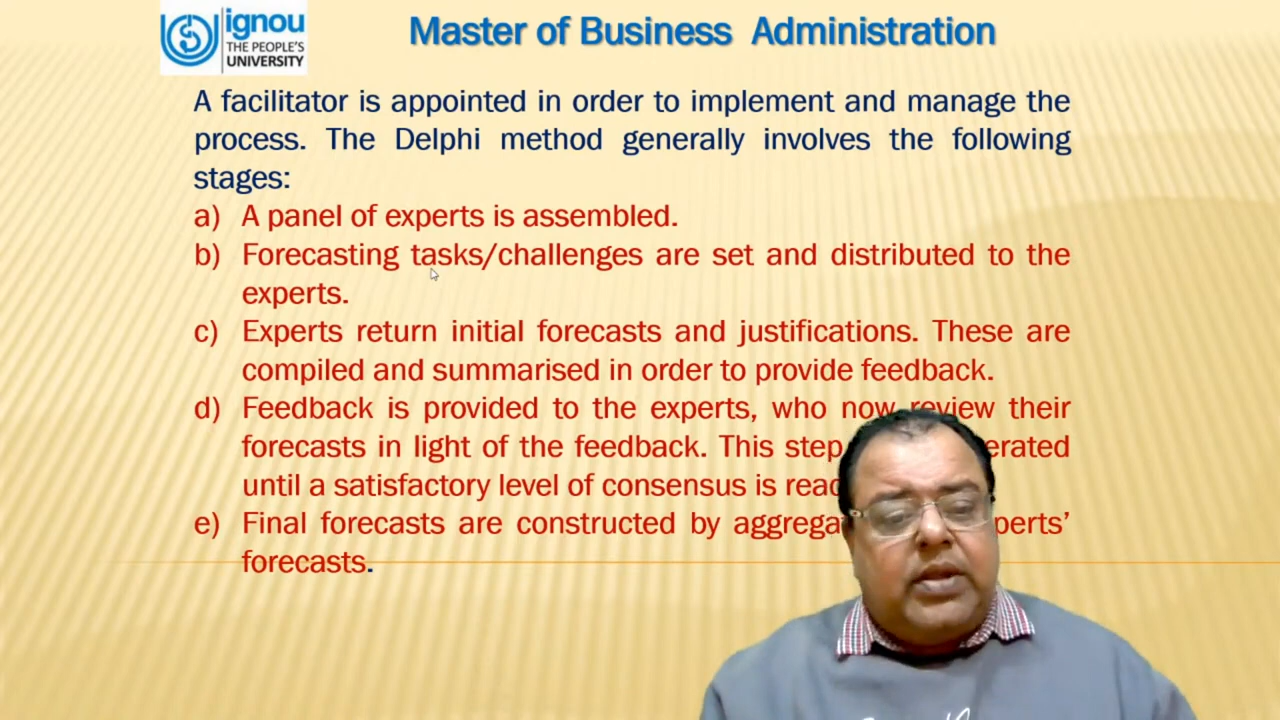 ignou
THE PEOPLE'S
UNIVERSITY
Master of Business Administration
A facilitator is appointed in order to implement and manage the
process. The Delphi method generally involves the following
stages:
a) A panel of experts is assembled.
b) Forecasting tasks/challenges are set and distributed to the
experts.
c) Experts return initial forecasts and justifications. These are
compiled and summarised in order to provide feedback.
d) Feedback is provided to the experts, who now review their
forecasts in light of the feedback. This step
until a satisfactory level of consensus is
e) Final forecasts are constructed by
forecasts.